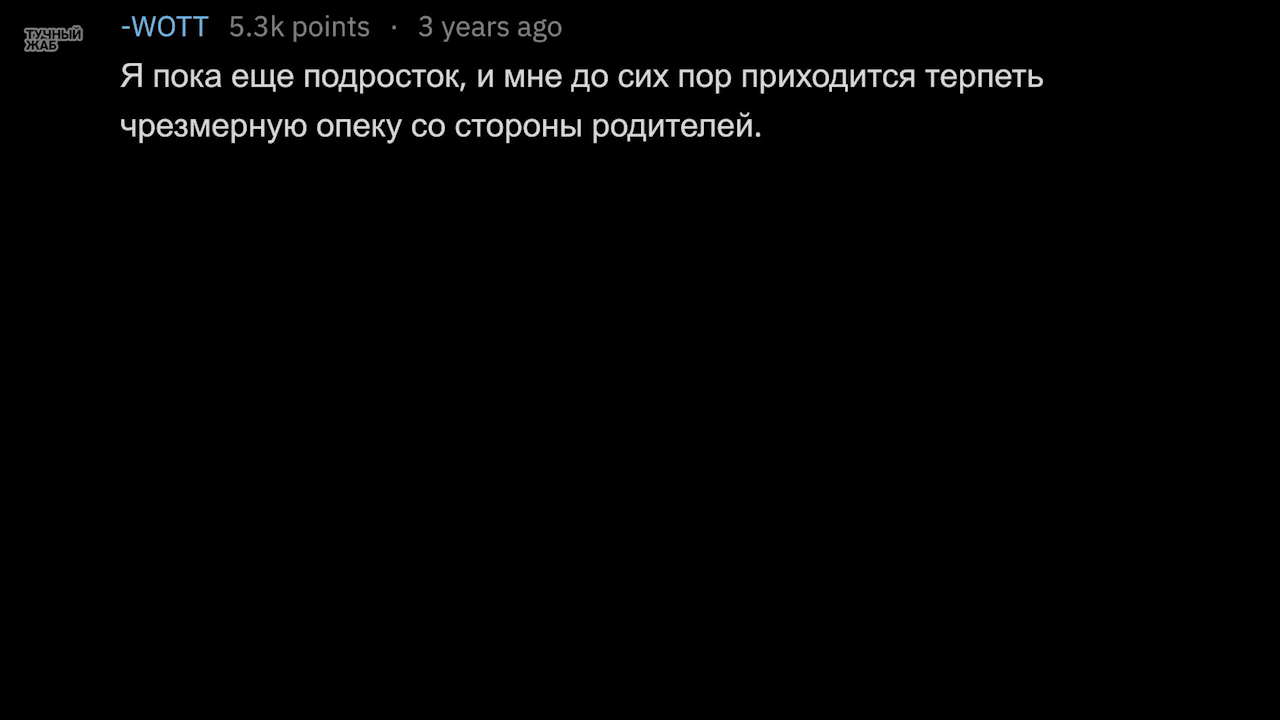 ТУЧНЫЙ
ЖАБ
-WOTT 5.3k points · 3 years ago
Я пока еще подросток, и мне до сих пор приходится терпеть
чрезмерную опеку со стороны родителей.